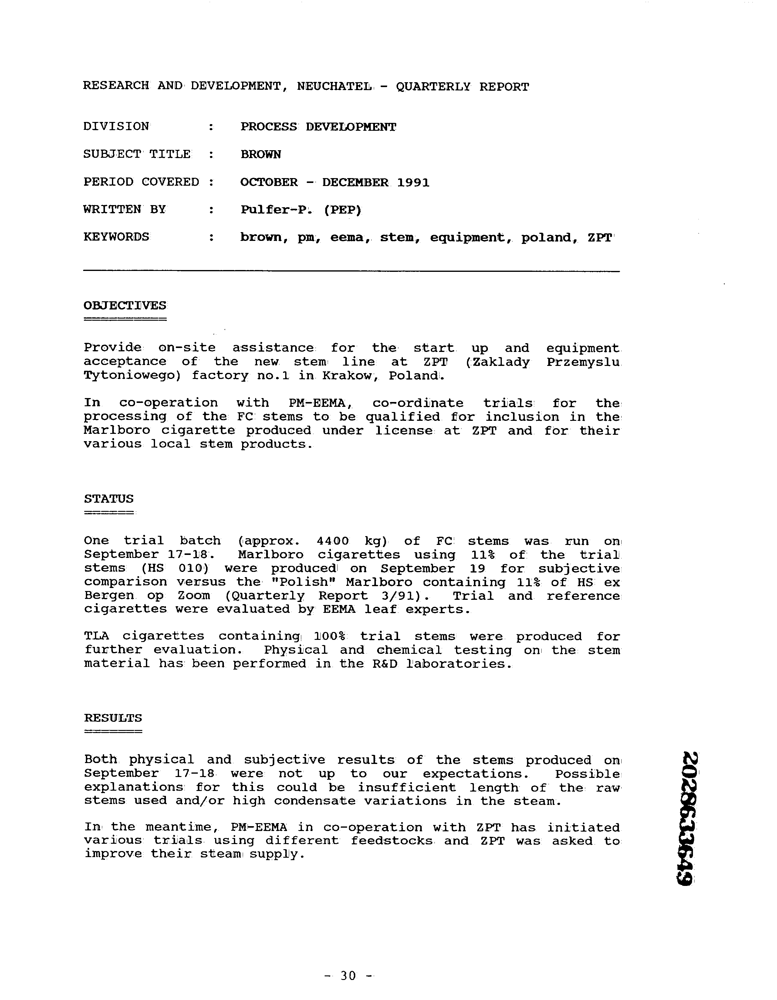 RESEARCH AND DEVELOPMENT, NEUCHATEL - QUARTERLY REPORT
DIVISION : PROCESS DEVELOPMENT
SUBJECT TITLE : BROWN
PERIOD COVERED : OCTOBER - DECEMBER 1991
WRITTEN BY : Pulfer-P. (PEP)
KEYWORDS : brown, pm, eema, stem, equipment, poland, ZPT
OBJECTIVES
Provide on-site assistance for the start up and equipment
acceptance of the new stem line at ZPT (Zaklady Przemyslu
Tytoniowego) factory no.1 in Krakow, Poland.
In co-operation with PM-EEMA, co-ordinate trials for the
processing of the FC stems to be qualified for inclusion in the
Marlboro cigarette produced under license at ZPT and for their
various local stem products.
STATUS
One trial batch (approx. 4400 kg) of FC stems was run on
September 17-18. Marlboro cigarettes using 11% of the trial
stems (HS 010) were produced on September 19 for subjective
comparison versus the "Polish" Marlboro containing 11% of HS ex
Bergen op Zoom (Quarterly Report 3/91). Trial and reference
cigarettes were evaluated by EEMA leaf experts.
TLA cigarettes containing 100% trial stems were produced for
further evaluation. Physical and chemical testing on the stem
material has been performed in the R&D laboratories.
RESULTS
Both physical and subjective results of the stems produced on
September 17-18 were not up to our expectations. Possible
explanations for this could be insufficient length of the raw
stems used and/or high condensate variations in the steam.
In the meantime, PM-EEMA in co-operation with ZPT has initiated
various trials using different feedstocks and ZPT was asked to
improve their steam supply.
2028633649
- 30 -